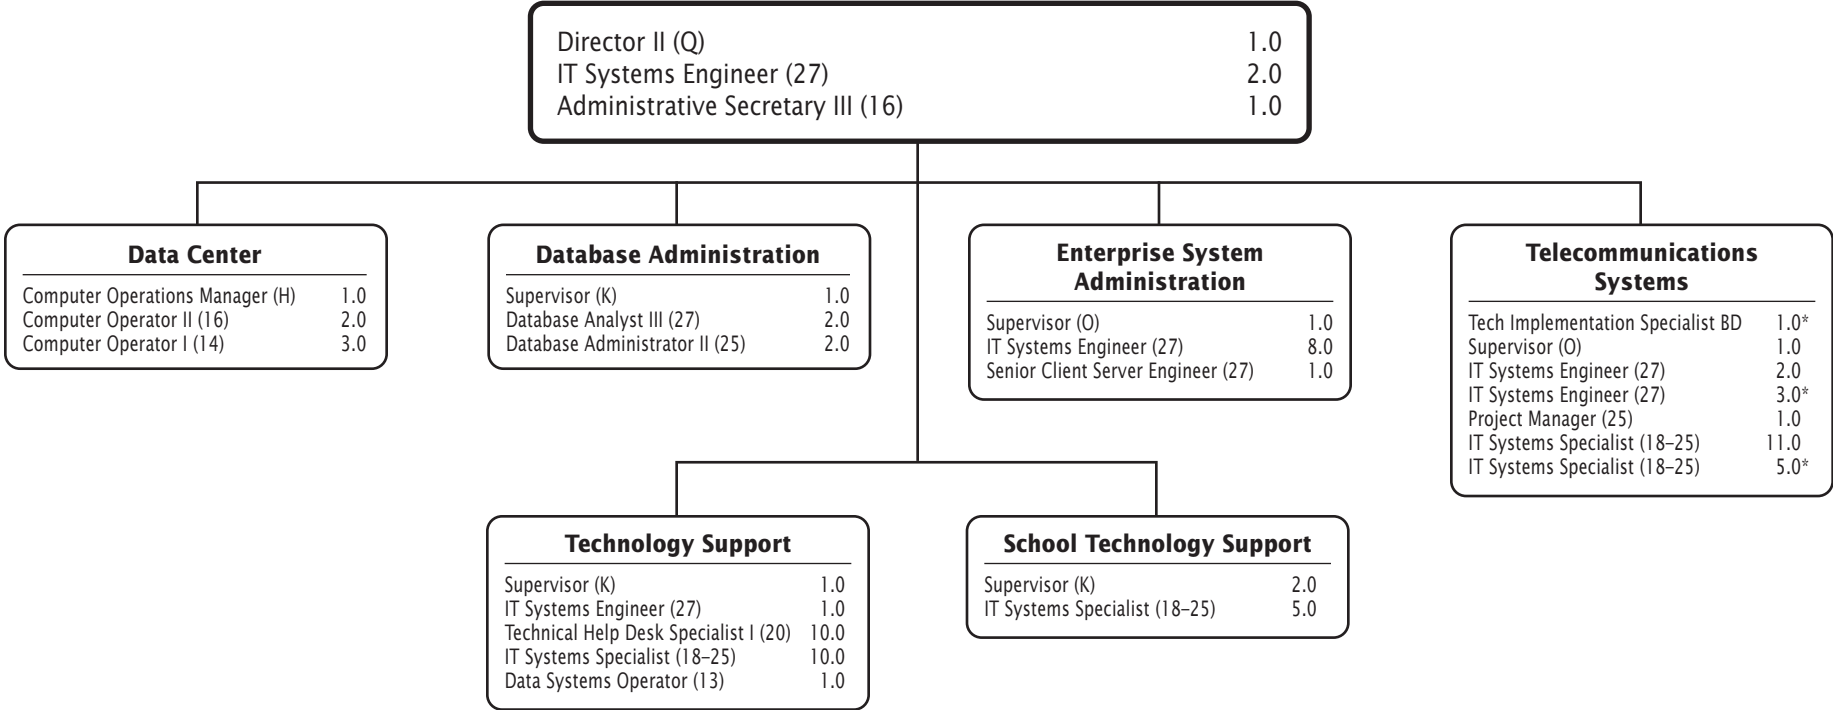 Director II (Q) 1.0
IT Systems Engineer (27) 2.0
Administrative Secretary III (16) 1.0
Data Center
Computer Operations Manager (H) 1.0
Computer Operator II (16) 2.0
Computer Operator I (14) 3.0
Database Administration
Supervisor (K) 1.0
Database Analyst III (27) 2.0
Database Administrator II (25) 2.0
Enterprise System
Administration
Supervisor (O) 1.0
IT Systems Engineer (27) 8.0
Senior Client Server Engineer (27) 1.0
Telecommunications
Systems
Tech Implementation Specialist BD 1.0*
Supervisor (O) 1.0
IT Systems Engineer (27) 2.0
IT Systems Engineer (27) 3.0*
Project Manager (25) 1.0
IT Systems Specialist (18–25) 11.0
IT Systems Specialist (18–25) 5.0*
Technology Support
Supervisor (K) 1.0
IT Systems Engineer (27) 1.0
Technical Help Desk Specialist I (20) 10.0
IT Systems Specialist (18–25) 10.0
Data Systems Operator (13) 1.0
School Technology Support
Supervisor (K) 2.0
IT Systems Specialist (18–25) 5.0